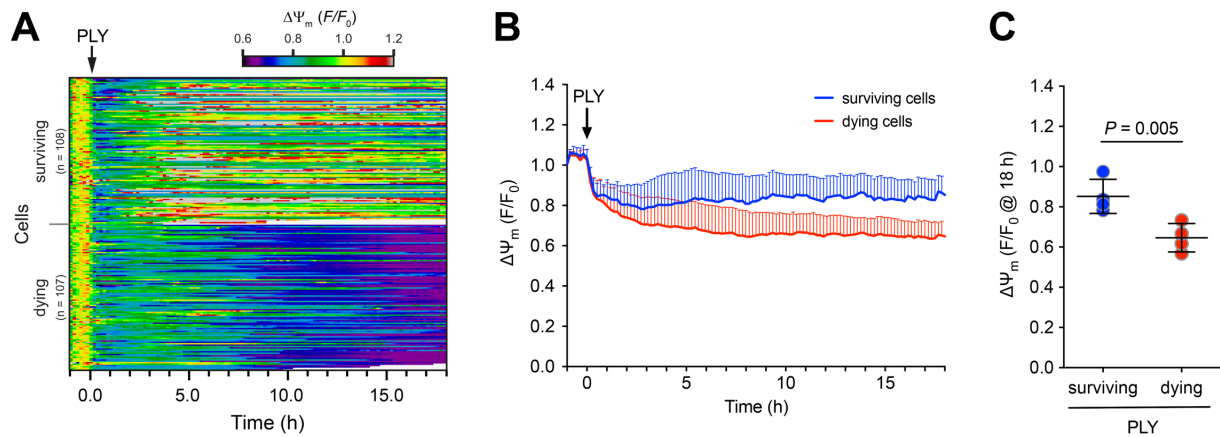 A
PLY
ΔΨm (F/F0)
0.6 0.8 1.0 1.2
Cells
surviving
(n = 108)
dying
(n = 107)
0.0 5.0 10.0 15.0
Time (h)
B
1.4
1.2
1.0
0.8
0.6
0.4
0.2
0.0
ΔΨm (F/F0)
PLY
surviving cells
dying cells
0 5 10 15
Time (h)
C
1.4
1.2
1.0
0.8
0.6
0.4
0.2
0.0
ΔΨm (F/F0 @ 18 h)
P = 0.005
surviving dying
PLY